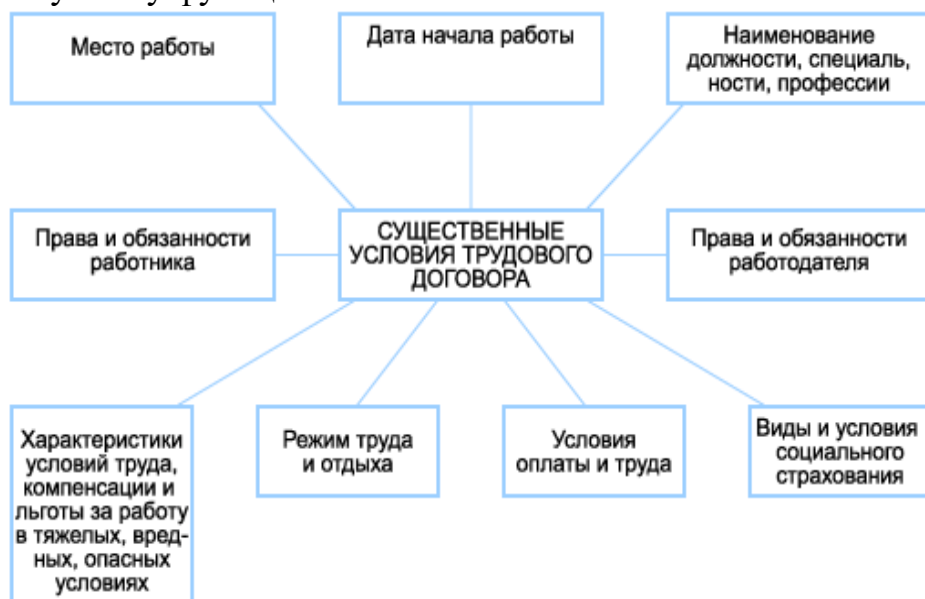 Место работы
Дата начала работы
Наименование
должности, специаль,
ности, профессии
Права и обязанности
работника
СУЩЕСТВЕННЫЕ
УСЛОВИЯ ТРУДОВОГО
ДОГОВОРА
Права и обязанности
работодателя
Характеристики
условий труда,
компенсации и
льготы за работу
в тяжелых, вред-
ных, опасных
условиях
Режим труда
и отдыха
Условия
оплаты и труда
Виды и условия
социального
страхования